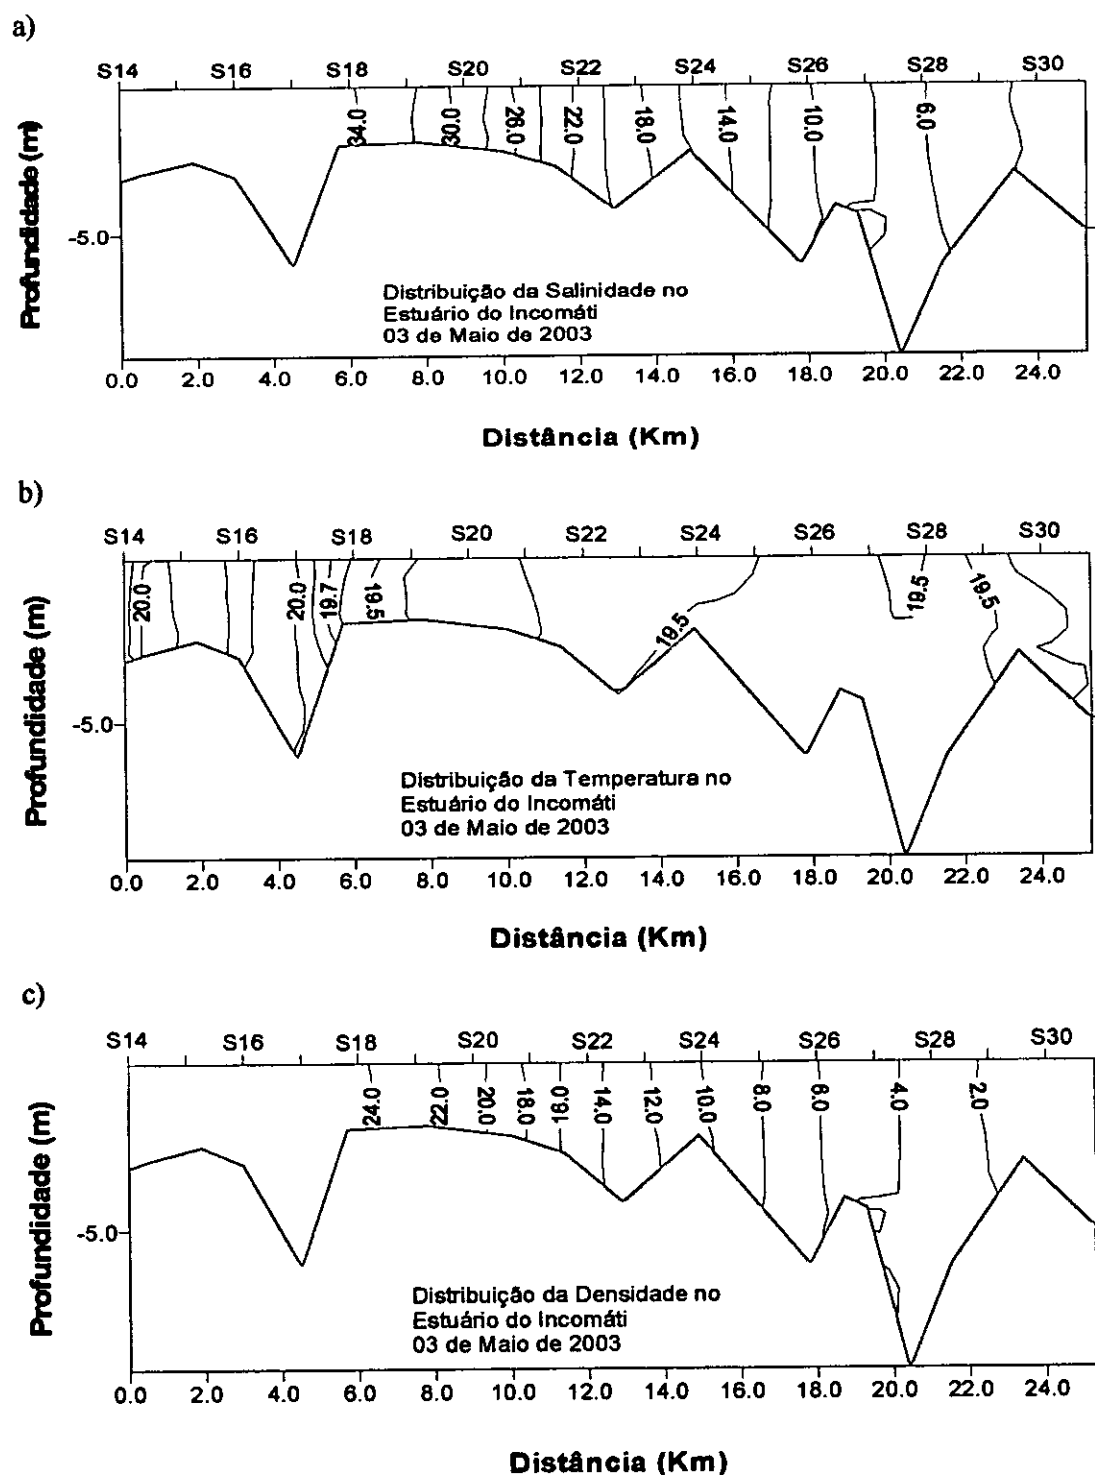 a)
S14 S16 S18 S20 S22 S24 S26 S28 S30
34.0 30.0 26.0 22.0 18.0 14.0 10.0 6.0
Profundidade (m)
-5.0
Distribuição da Salinidade no
Estuário do Incomáti
03 de Maio de 2003
0.0 2.0 4.0 6.0 8.0 10.0 12.0 14.0 16.0 18.0 20.0 22.0 24.0
Distância (Km)
b)
S14 S16 S18 S20 S22 S24 S26 S28 S30
20.0 20.0 19.7 19.5 19.5 19.5 19.5
Profundidade (m)
-5.0
Distribuição da Temperatura no
Estuário do Incomáti
03 de Maio de 2003
0.0 2.0 4.0 6.0 8.0 10.0 12.0 14.0 16.0 18.0 20.0 22.0 24.0
Distância (Km)
c)
S14 S16 S18 S20 S22 S24 S26 S28 S30
24.0 22.0 20.0 18.0 16.0 14.0 12.0 10.0 8.0 6.0 4.0 2.0
Profundidade (m)
-5.0
Distribuição da Densidade no
Estuário do Incomáti
03 de Maio de 2003
0.0 2.0 4.0 6.0 8.0 10.0 12.0 14.0 16.0 18.0 20.0 22.0 24.0
Distância (Km)